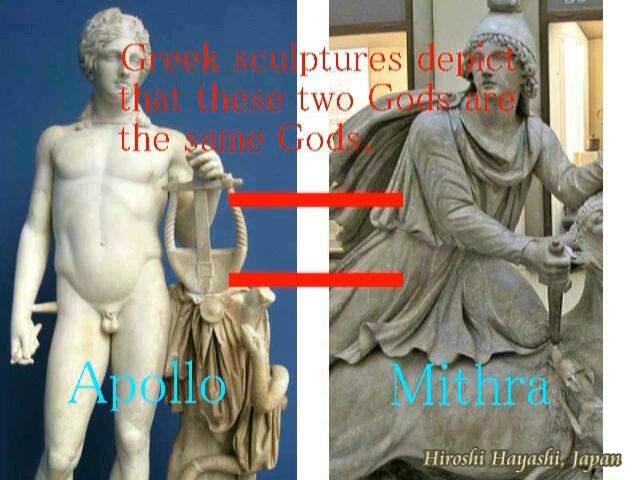 Greek sculptures depict
that these two Gods are
the same Gods.
Apollo
Mithra
Hiroshi Hayashi, Japan